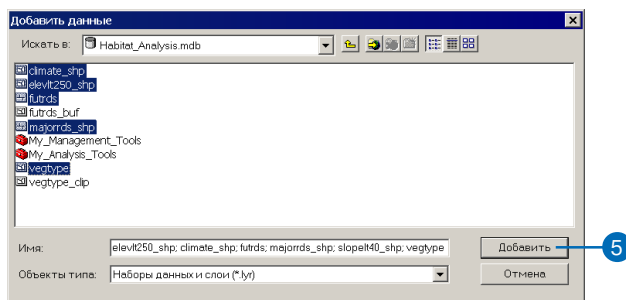 Добавить данные
Искать в: Habitat_Analysis.mdb
climate_shp
elevlt250_shp
futrds
futrds_buf
majorrds_shp
My_Management_Tools
My_Analysis_Tools
vegtype
vegtype_clip
Имя: elevlt250_shp; climate_shp; futrds; majorrds_shp; slopelt40_shp; vegtype Добавить 5
Объекты типа: Наборы данных и слои (*.lyr) Отмена